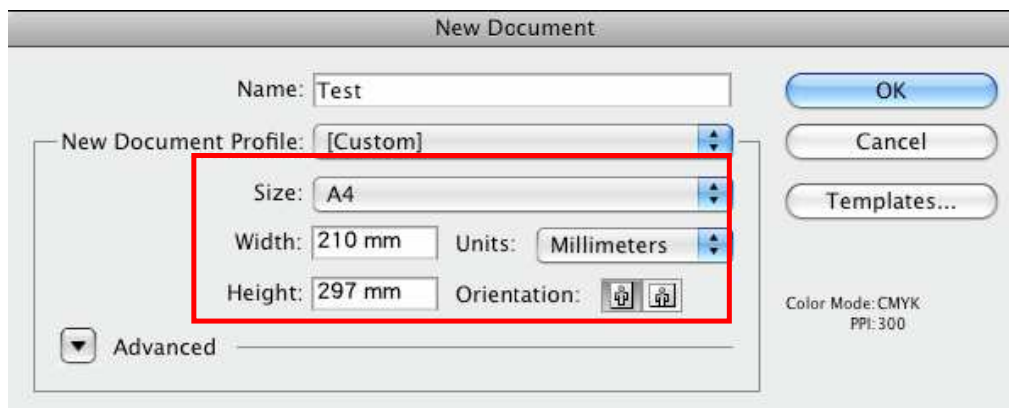 New Document
Name: Test
OK
New Document Profile: [Custom]
Cancel
Size: A4
Templates...
Width: 210 mm Units: Millimeters
Height: 297 mm Orientation:
Color Mode: CMYK
PPI: 300
Advanced